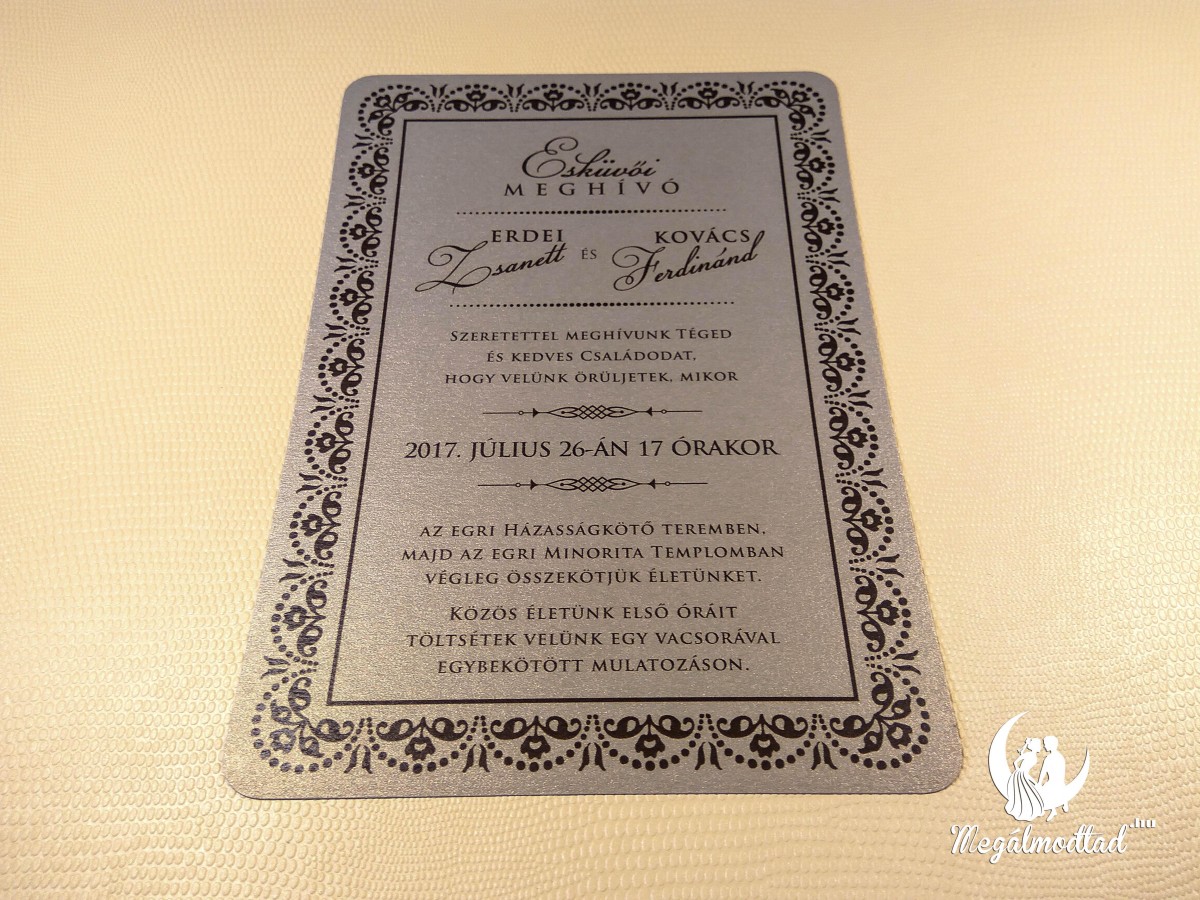 Esküvői
MEGHÍVÓ
ERDEI
Zsanett
ÉS
KOVÁCS
Ferdinánd
SZERETETTEL MEGHÍVUNK TÉGED
ÉS KEDVES CSALÁDODAT,
HOGY VELÜNK ÖRÜLJETEK, MIKOR
2017. JÚLIUS 26-ÁN 17 ÓRAKOR
AZ EGRI HÁZASSÁGKÖTŐ TEREMBEN,
MAJD AZ EGRI MINORITA TEMPLOMBAN
VÉGLEG ÖSSZEKÖTJÜK ÉLETÜNKET.
KÖZÖS ÉLETÜNK ELSŐ ÓRÁIT
TÖLTSÉTEK VELÜNK EGY VACSORÁVAL
EGYBEKÖTÖTT MULATOZÁSON.
Megálmodtad.hu